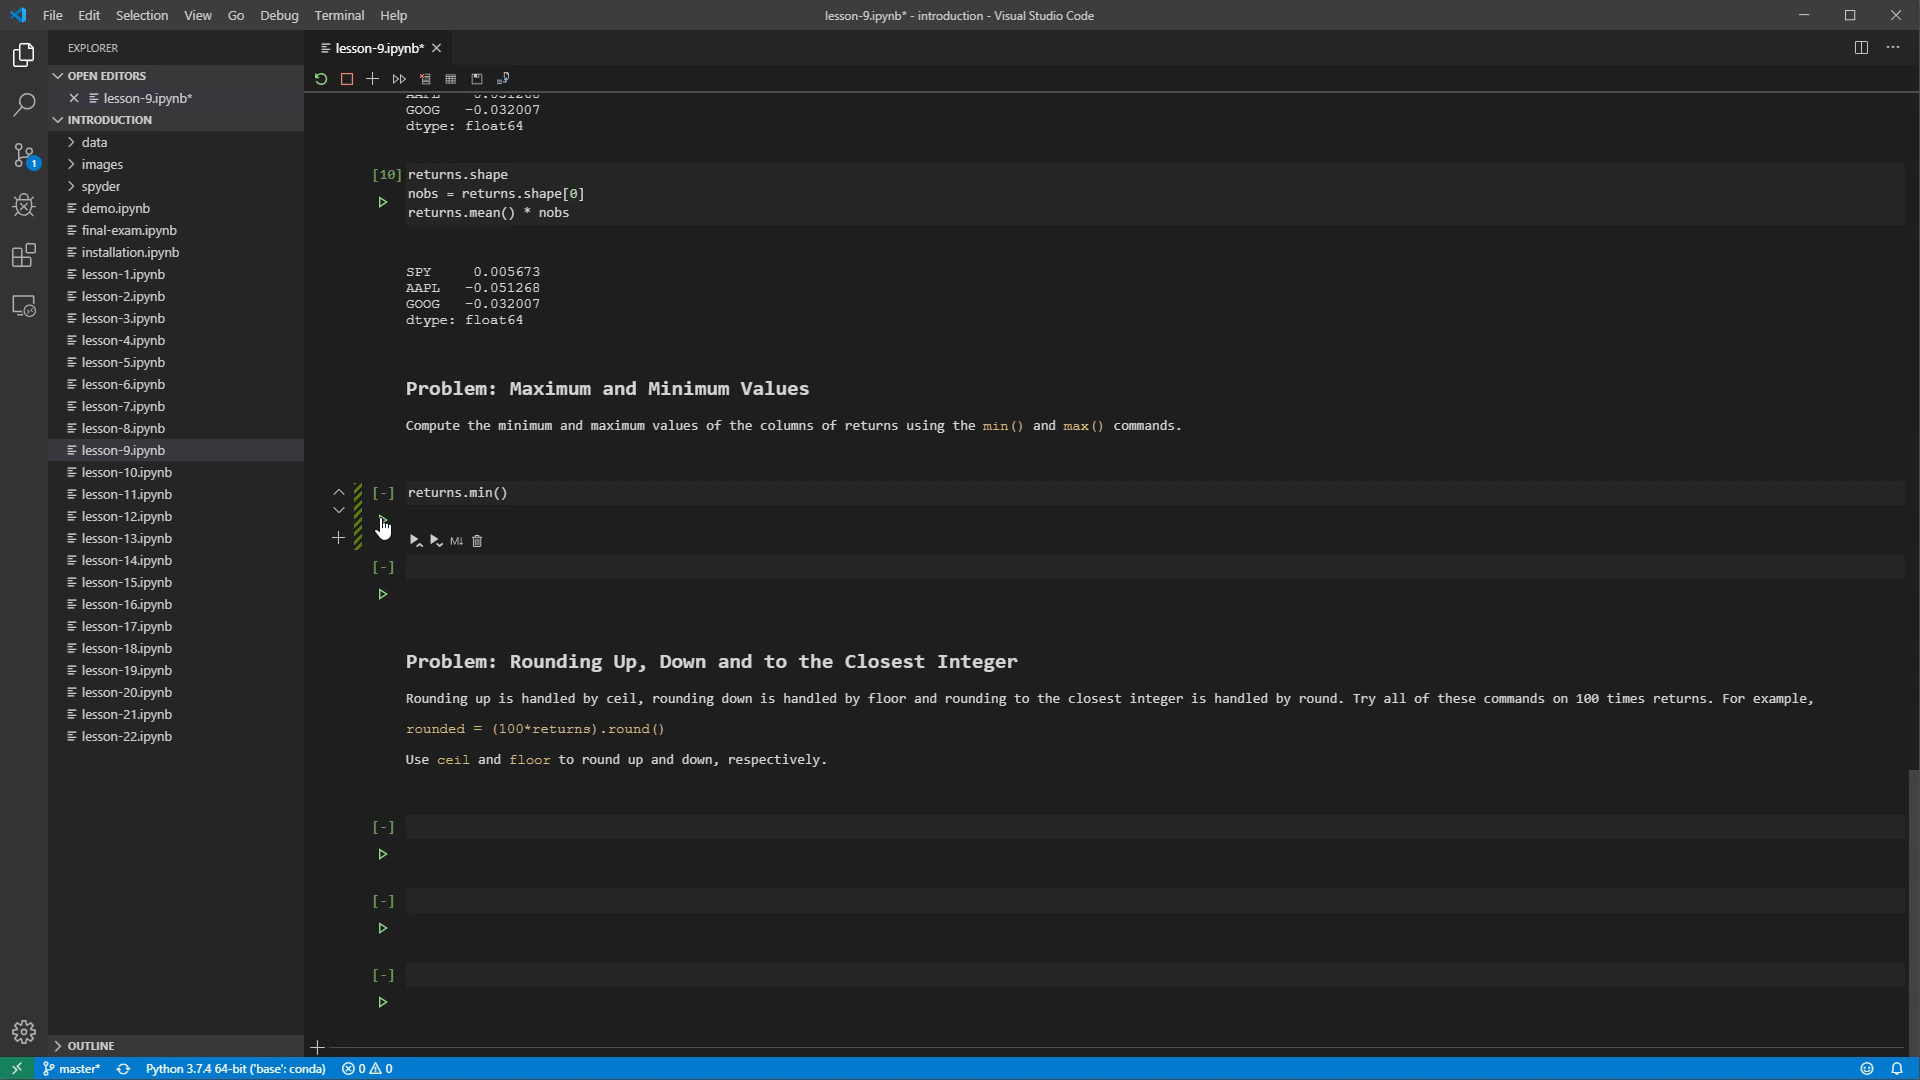 File Edit Selection View Go Debug Terminal Help
lesson-9.ipynb* - introduction - Visual Studio Code
EXPLORER
OPEN EDITORS
lesson-9.ipynb*
INTRODUCTION
data
images
spyder
demo.ipynb
final-exam.ipynb
installation.ipynb
lesson-1.ipynb
lesson-2.ipynb
lesson-3.ipynb
lesson-4.ipynb
lesson-5.ipynb
lesson-6.ipynb
lesson-7.ipynb
lesson-8.ipynb
lesson-9.ipynb
lesson-10.ipynb
lesson-11.ipynb
lesson-12.ipynb
lesson-13.ipynb
lesson-14.ipynb
lesson-15.ipynb
lesson-16.ipynb
lesson-17.ipynb
lesson-18.ipynb
lesson-19.ipynb
lesson-20.ipynb
lesson-21.ipynb
lesson-22.ipynb
OUTLINE
1
lesson-9.ipynb*
GOOG -0.032007
dtype: float64
[10] returns.shape
nobs = returns.shape[0]
returns.mean() * nobs
SPY 0.005673
AAPL -0.051268
GOOG -0.032007
dtype: float64
Problem: Maximum and Minimum Values
Compute the minimum and maximum values of the columns of returns using the min() and max() commands.
[-] returns.min()
M↓
[-]
Problem: Rounding Up, Down and to the Closest Integer
Rounding up is handled by ceil, rounding down is handled by floor and rounding to the closest integer is handled by round. Try all of these commands on 100 times returns. For example,
rounded = (100*returns).round()
Use ceil and floor to round up and down, respectively.
[-]
[-]
[-]
master* Python 3.7.4 64-bit ('base': conda) 0 0